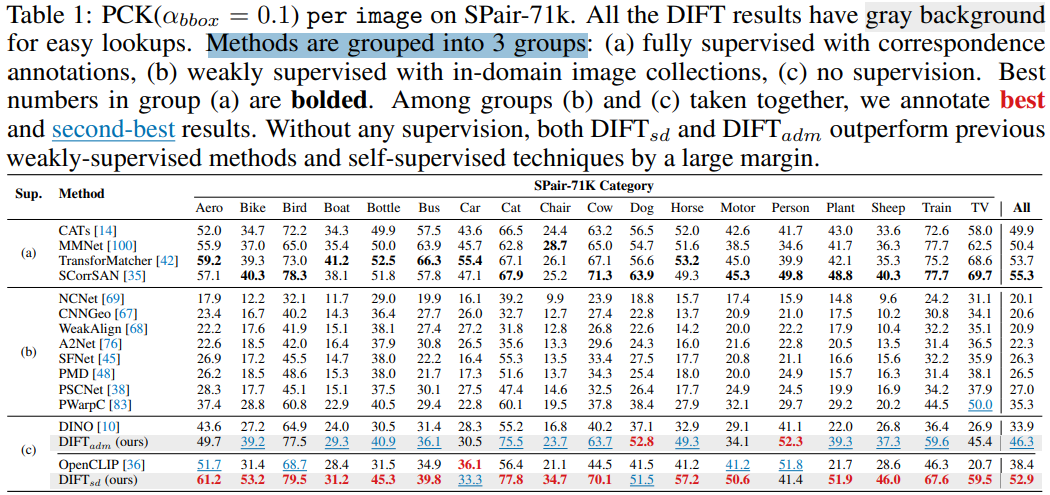 Table 1: PCK(α_bbox = 0.1) per image on SPair-71k. All the DIFT results have gray background
for easy lookups. Methods are grouped into 3 groups: (a) fully supervised with correspondence
annotations, (b) weakly supervised with in-domain image collections, (c) no supervision. Best
numbers in group (a) are bolded. Among groups (b) and (c) taken together, we annotate best
and second-best results. Without any supervision, both DIFT_sd and DIFT_adm outperform previous
weakly-supervised methods and self-supervised techniques by a large margin.
Sup. Method SPair-71K Category
Aero Bike Bird Boat Bottle Bus Car Cat Chair Cow Dog Horse Motor Person Plant Sheep Train TV All
(a)
CATs [14] 52.0 34.7 72.2 34.3 49.9 57.5 43.6 66.5 24.4 63.2 56.5 52.0 42.6 41.7 43.0 33.6 72.6 58.0 49.9
MMNet [100] 55.9 37.0 65.0 35.4 50.0 63.9 45.7 62.8 28.7 65.0 54.7 51.6 38.5 34.6 41.7 36.3 77.7 62.5 50.4
TransforMatcher [42] 59.2 39.3 73.0 41.2 52.5 66.3 55.4 67.1 26.1 67.1 56.6 53.2 45.0 39.9 42.1 35.3 75.2 68.6 53.7
SCorrSAN [35] 57.1 40.3 78.3 38.1 51.8 57.8 47.1 67.9 25.2 71.3 63.9 49.3 45.3 49.8 48.8 40.3 77.7 69.7 55.3
(b)
NCNet [69] 17.9 12.2 32.1 11.7 29.0 19.9 16.1 39.2 9.9 23.9 18.8 15.7 17.4 15.9 14.8 9.6 24.2 31.1 20.1
CNNGeo [67] 23.4 16.7 40.2 14.3 36.4 27.7 26.0 32.7 12.7 27.4 22.8 13.7 20.9 21.0 17.5 10.2 30.8 34.1 20.6
WeakAlign [68] 22.2 17.6 41.9 15.1 38.1 27.4 27.2 31.8 12.8 26.8 22.6 14.2 20.0 22.2 17.9 10.4 32.2 35.1 20.9
A2Net [76] 22.6 18.5 42.0 16.4 37.9 30.8 26.5 35.6 13.3 29.6 24.3 16.0 21.6 22.8 20.5 13.5 31.4 36.5 22.3
SFNet [45] 26.9 17.2 45.5 14.7 38.0 22.2 16.4 55.3 13.5 33.4 27.5 17.7 20.8 21.1 16.6 15.6 32.2 35.9 26.3
PMD [48] 26.2 18.5 48.6 15.3 38.0 21.7 17.3 51.6 13.7 34.3 25.4 18.0 20.0 24.9 15.7 16.3 31.4 38.1 26.5
PSCNet [38] 28.3 17.7 45.1 15.1 37.5 30.1 27.5 47.4 14.6 32.5 26.4 17.7 24.9 24.5 19.9 16.9 34.2 37.9 27.0
PWarpC [83] 37.4 28.8 60.8 22.9 40.5 29.4 22.8 60.1 19.5 37.8 38.4 27.9 32.1 29.7 29.2 20.2 44.5 50.0 35.3
(c)
DINO [10] 43.6 27.2 64.9 24.0 30.5 31.4 28.3 55.2 16.8 40.2 37.1 32.9 29.1 41.1 22.0 26.8 36.4 26.9 33.9
DIFT_adm (ours) 49.7 39.2 77.5 29.3 40.9 36.1 30.5 75.5 23.7 63.7 52.8 49.3 34.1 52.3 39.3 37.3 59.6 45.4 46.3
OpenCLIP [36] 51.7 31.4 68.7 28.4 31.5 34.9 36.1 56.4 21.1 44.5 41.5 41.2 41.2 51.8 21.7 28.6 46.3 20.7 38.4
DIFT_sd (ours) 61.2 53.2 79.5 31.2 45.3 39.8 33.3 77.8 34.7 70.1 51.5 57.2 50.6 41.4 51.9 46.0 67.6 59.5 52.9